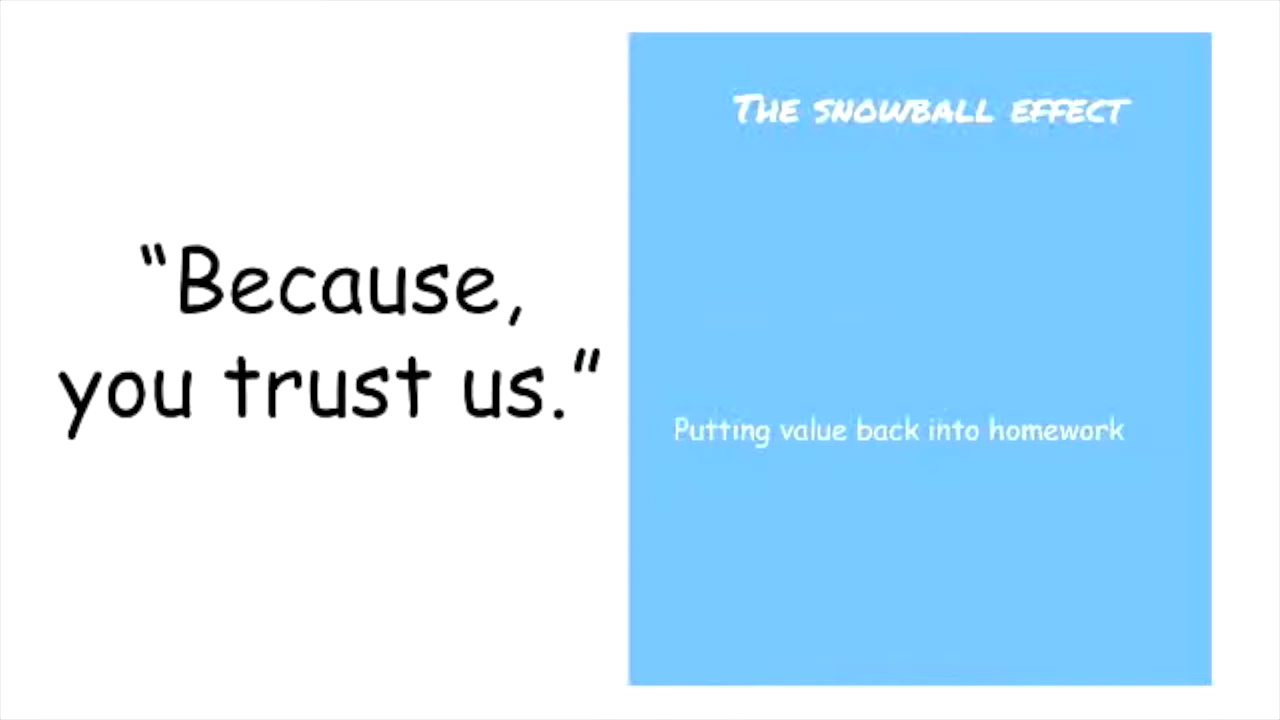 “Because,
you trust us.”
The snowball effect
Putting value back into homework